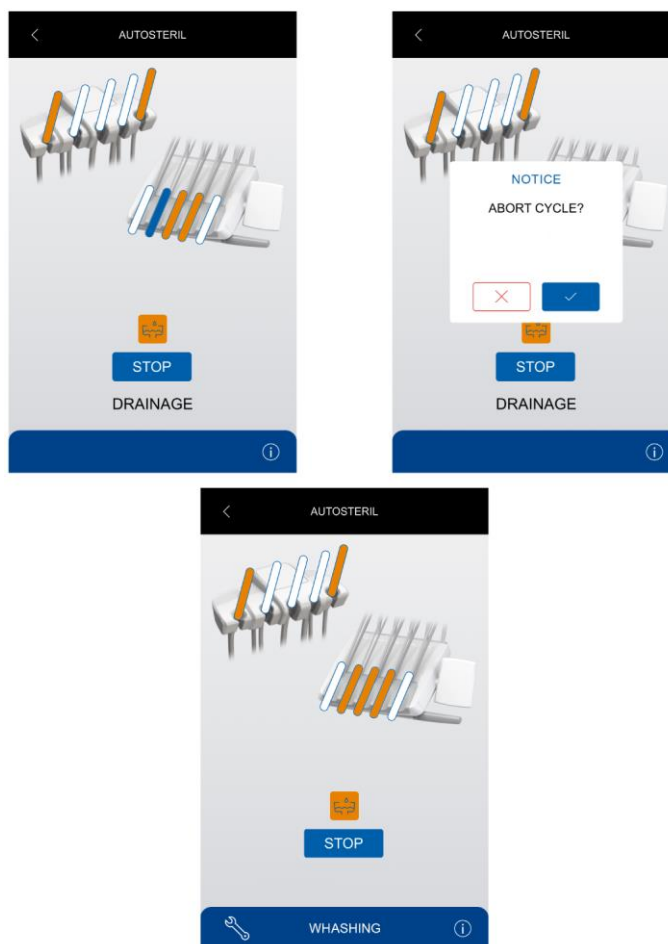 AUTOSTERIL
STOP
DRAINAGE
AUTOSTERIL
NOTICE
ABORT CYCLE?
STOP
DRAINAGE
AUTOSTERIL
STOP
WHASHING